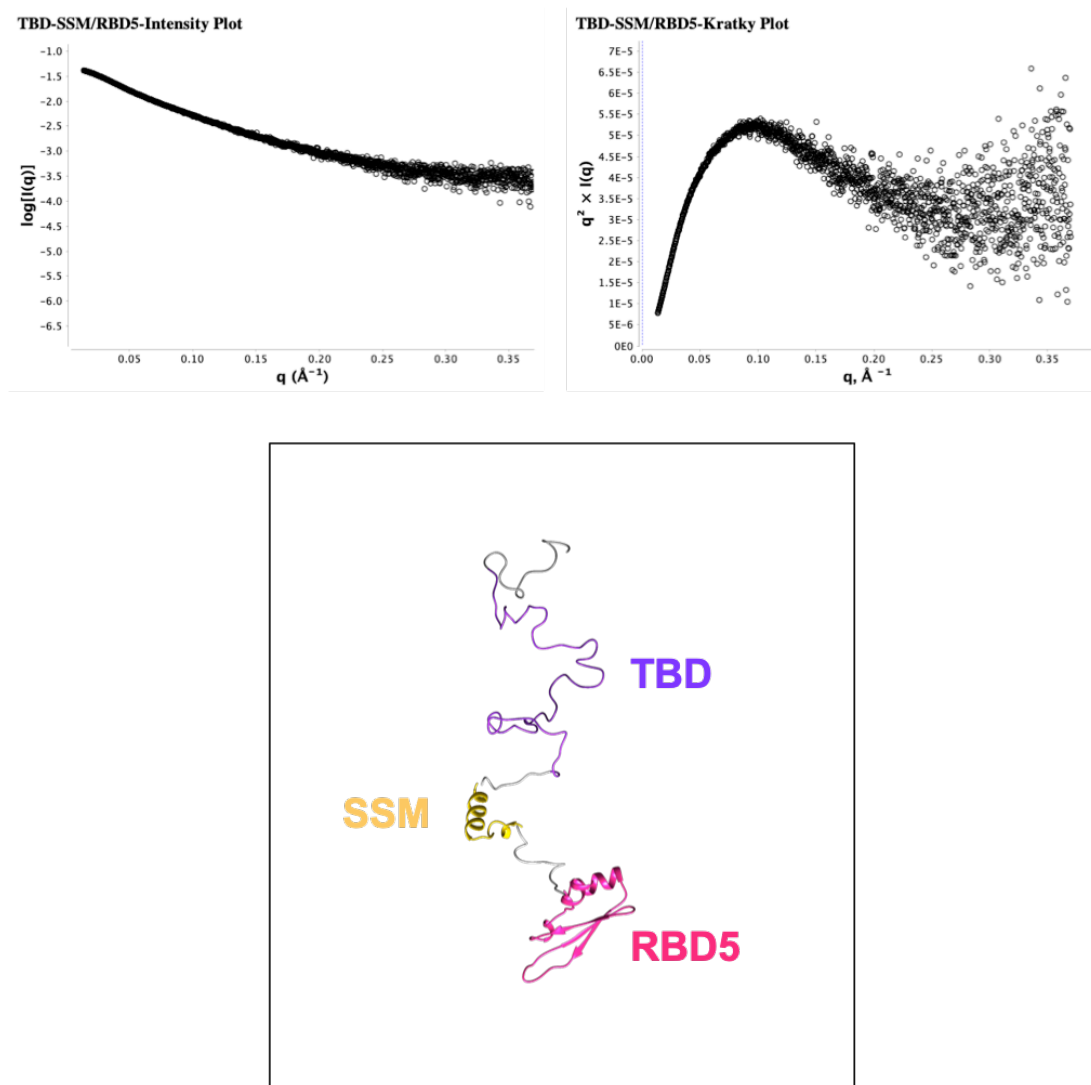 TBD-SSM/RBD5-Intensity Plot
-1.0
-1.5
-2.0
-2.5
-3.0
-3.5
-4.0
-4.5
-5.0
-5.5
-6.0
-6.5
log[I(q)]
0.05 0.10 0.15 0.20 0.25 0.30 0.35
q (Å⁻¹)
TBD-SSM/RBD5-Kratky Plot
7E-5
6.5E-5
6E-5
5.5E-5
5E-5
4.5E-5
4E-5
3.5E-5
3E-5
2.5E-5
2E-5
1.5E-5
1E-5
5E-6
0E0
q² × I(q)
0.00 0.05 0.10 0.15 0.20 0.25 0.30 0.35
q, Å ⁻¹
TBD
SSM
RBD5